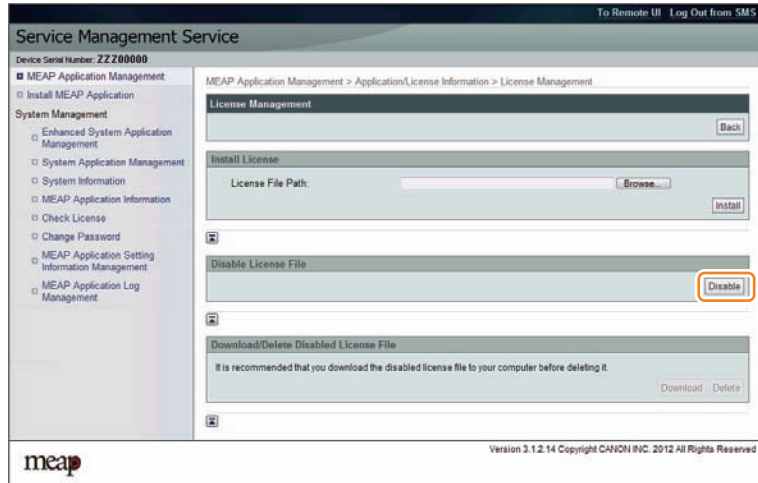 To Remote UI Log Out from SMS
Service Management Service
Device Serial Number: ZZZ00000
MEAP Application Management
Install MEAP Application
System Management
Enhanced System Application
Management
System Application Management
System Information
MEAP Application Information
Check License
Change Password
MEAP Application Setting
Information Management
MEAP Application Log
Management
MEAP Application Management > Application/License Information > License Management
License Management
Back
Install License
License File Path:
Browse...
Install
Disable License File
Disable
Download/Delete Disabled License File
It is recommended that you download the disabled license file to your computer before deleting it.
Download Delete
meap
Version 3.1.2.14 Copyright CANON INC. 2012 All Rights Reserved